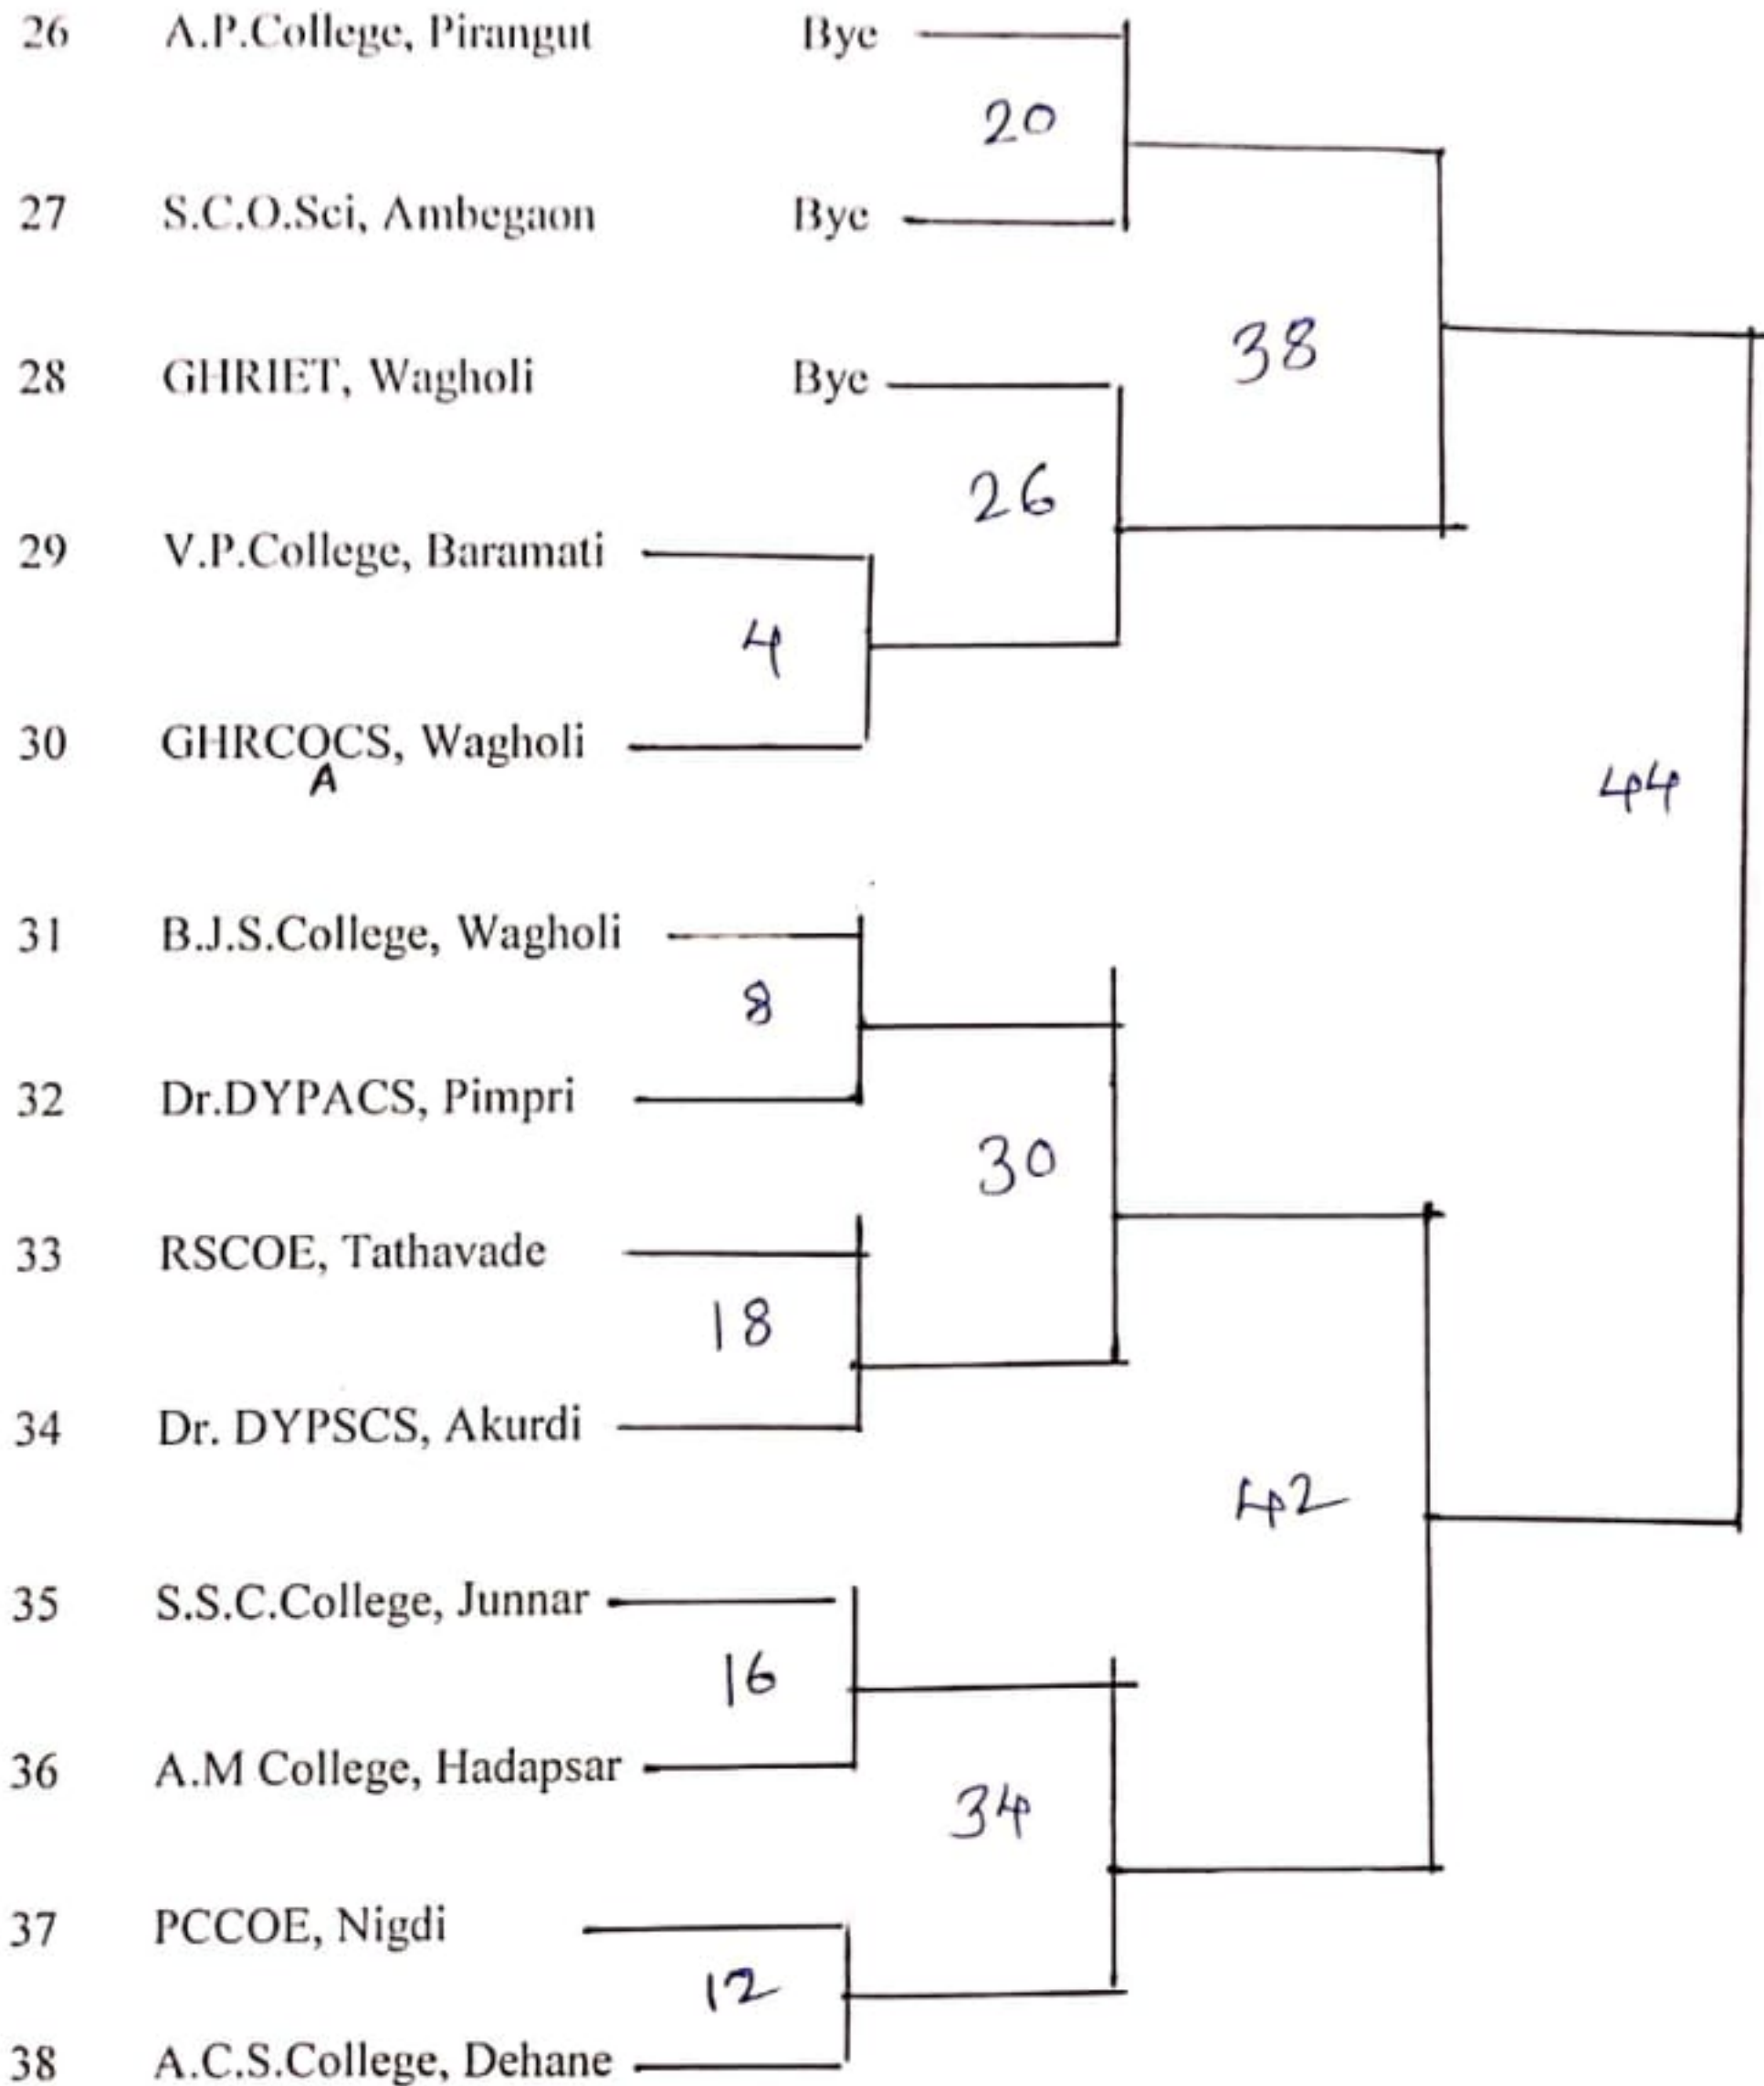 26 A.P.College, Pirangut Bye
20
27 S.C.O.Sci, Ambegaon Bye
38
28 GHRIET, Wagholi Bye
26
29 V.P.College, Baramati
4
30 GHRCOCS, Wagholi
A
44
31 B.J.S.College, Wagholi
8
32 Dr.DYPACS, Pimpri
30
33 RSCOE, Tathavade
18
34 Dr. DYPSCS, Akurdi
42
35 S.S.C.College, Junnar
16
36 A.M College, Hadapsar
34
37 PCCOE, Nigdi
12
38 A.C.S.College, Dehane